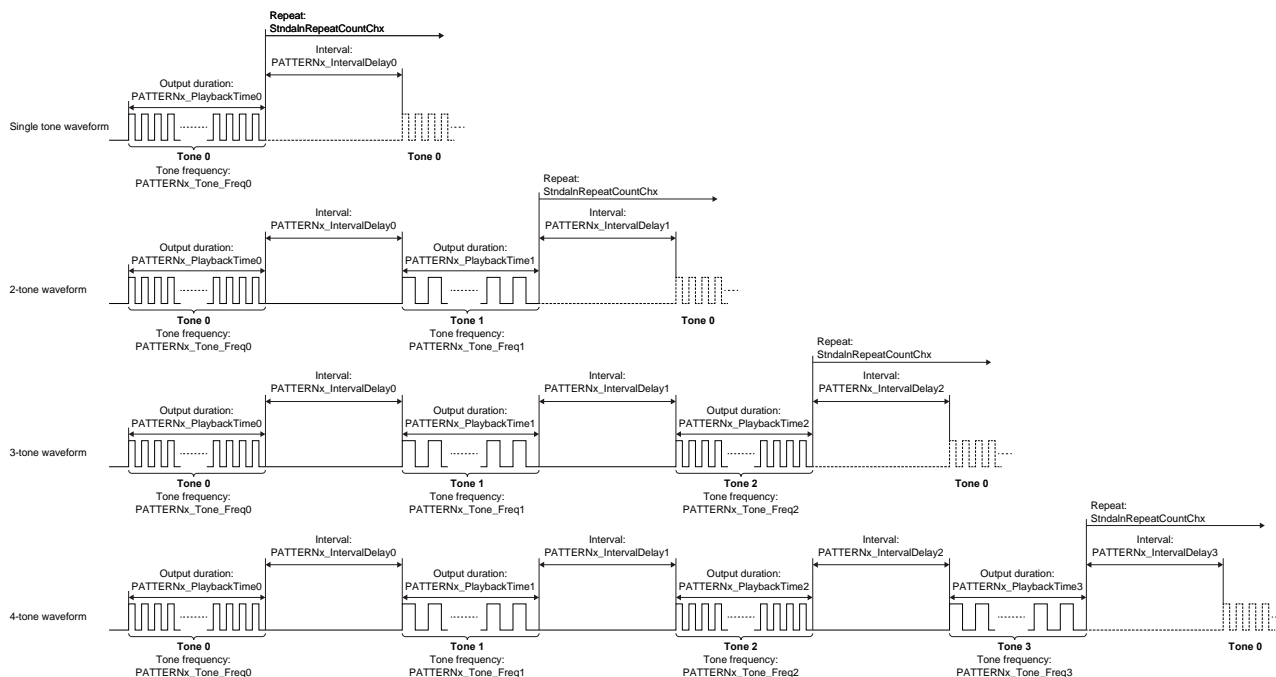 Repeat:
StndalnRepeatCountChx
Interval:
PATTERNx_IntervalDelay0
Output duration:
PATTERNx_PlaybackTime0
Single tone waveform
Tone 0
Tone 0
Tone frequency:
PATTERNx_Tone_Freq0
Repeat:
StndalnRepeatCountChx
Interval:
PATTERNx_IntervalDelay0
Interval:
PATTERNx_IntervalDelay1
Output duration:
PATTERNx_PlaybackTime0
Output duration:
PATTERNx_PlaybackTime1
2-tone waveform
Tone 0
Tone 1
Tone 0
Tone frequency:
PATTERNx_Tone_Freq0
Tone frequency:
PATTERNx_Tone_Freq1
Repeat:
StndalnRepeatCountChx
Interval:
PATTERNx_IntervalDelay0
Interval:
PATTERNx_IntervalDelay1
Interval:
PATTERNx_IntervalDelay2
Output duration:
PATTERNx_PlaybackTime0
Output duration:
PATTERNx_PlaybackTime1
Output duration:
PATTERNx_PlaybackTime2
3-tone waveform
Tone 0
Tone 1
Tone 2
Tone 0
Tone frequency:
PATTERNx_Tone_Freq0
Tone frequency:
PATTERNx_Tone_Freq1
Tone frequency:
PATTERNx_Tone_Freq2
Repeat:
StndalnRepeatCountChx
Interval:
PATTERNx_IntervalDelay0
Interval:
PATTERNx_IntervalDelay1
Interval:
PATTERNx_IntervalDelay2
Interval:
PATTERNx_IntervalDelay3
Output duration:
PATTERNx_PlaybackTime0
Output duration:
PATTERNx_PlaybackTime1
Output duration:
PATTERNx_PlaybackTime2
Output duration:
PATTERNx_PlaybackTime3
4-tone waveform
Tone 0
Tone 1
Tone 2
Tone 3
Tone 0
Tone frequency:
PATTERNx_Tone_Freq0
Tone frequency:
PATTERNx_Tone_Freq1
Tone frequency:
PATTERNx_Tone_Freq2
Tone frequency:
PATTERNx_Tone_Freq3